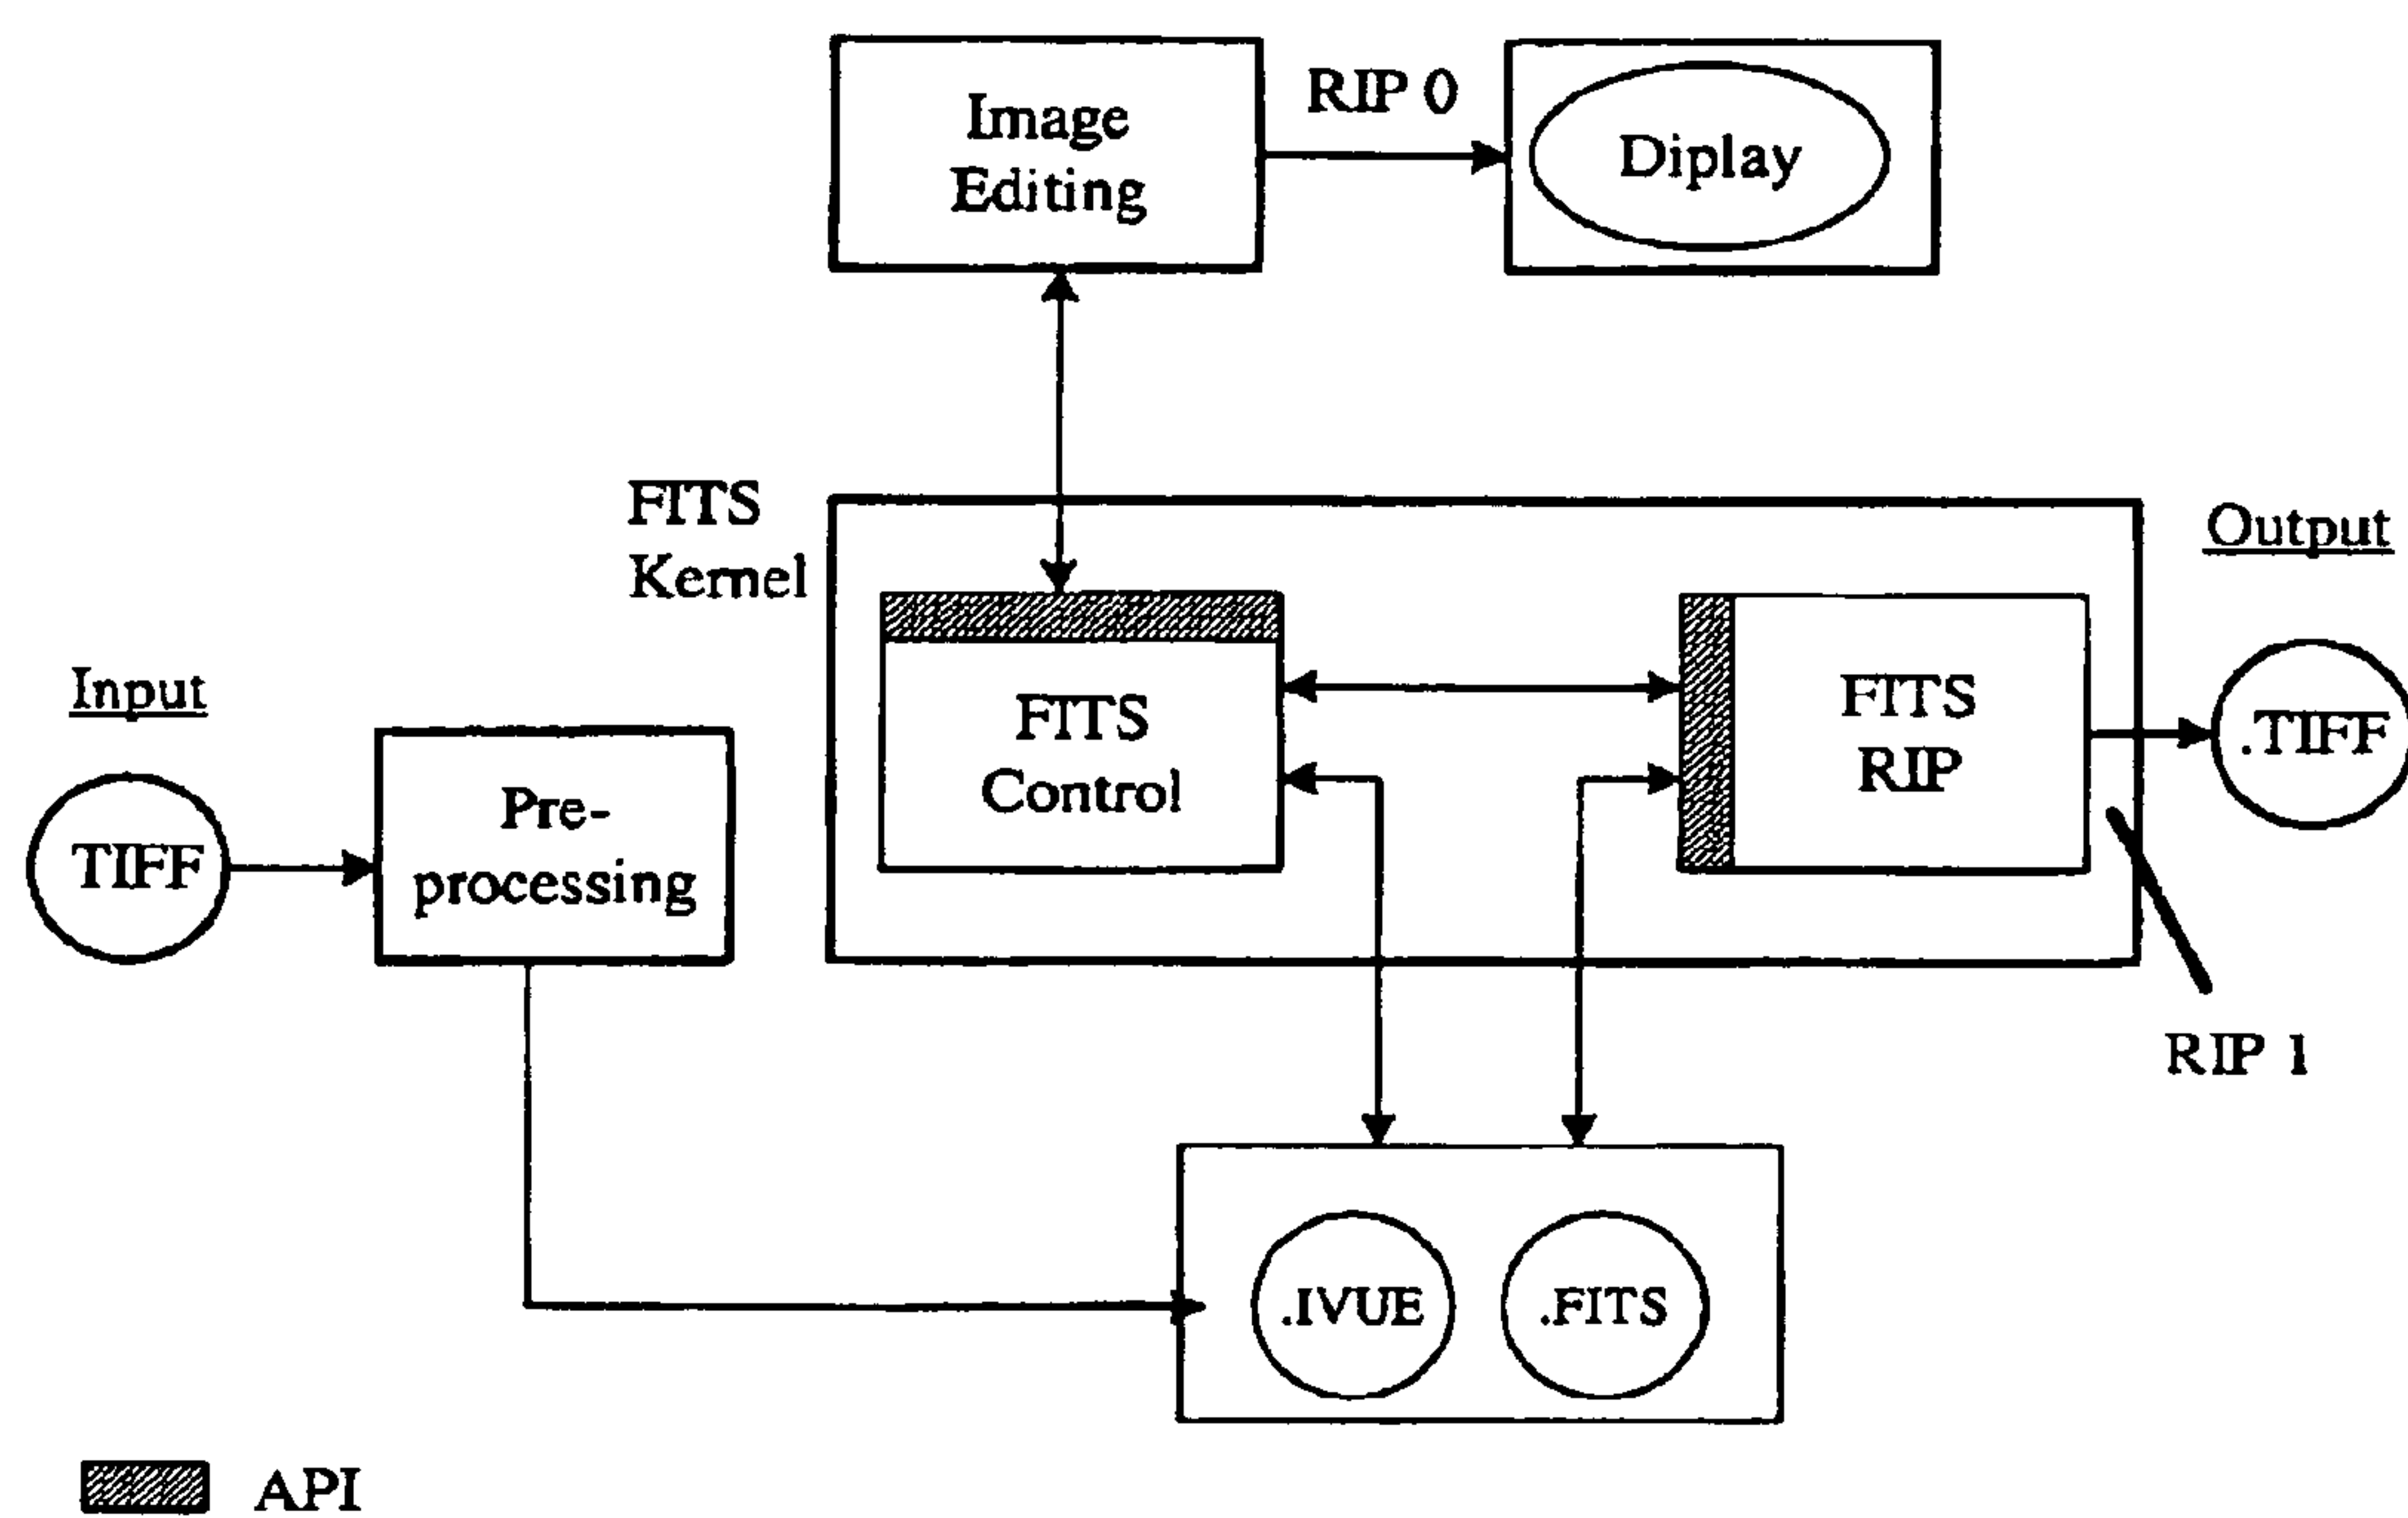 Image
Editing
RIP 0
Diplay
FITS
Kernel
Output
Input
FITS
Control
FITS
RIP
.TIFF
TIFF
Pre-
processing
RIP 1
.IVUE
.FITS
API